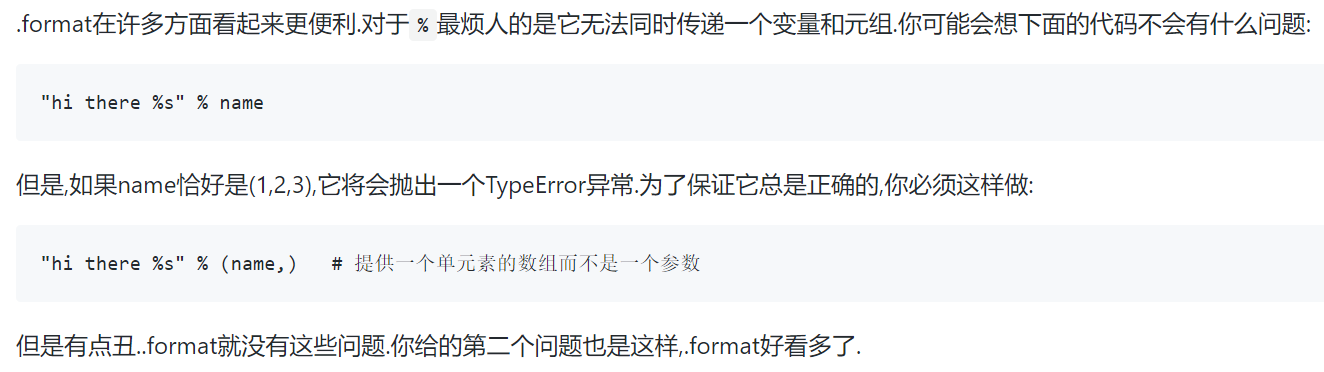 .format在许多方面看起来更便利.对于 % 最烦人的是它无法同时传递一个变量和元组.你可能会想下面的代码不会有什么问题:
"hi there %s" % name
但是,如果name恰好是(1,2,3),它将会抛出一个TypeError异常.为了保证它总是正确的,你必须这样做:
"hi there %s" % (name,)   # 提供一个单元素的数组而不是一个参数
但是有点丑..format就没有这些问题.你给的第二个问题也是这样,.format好看多了.